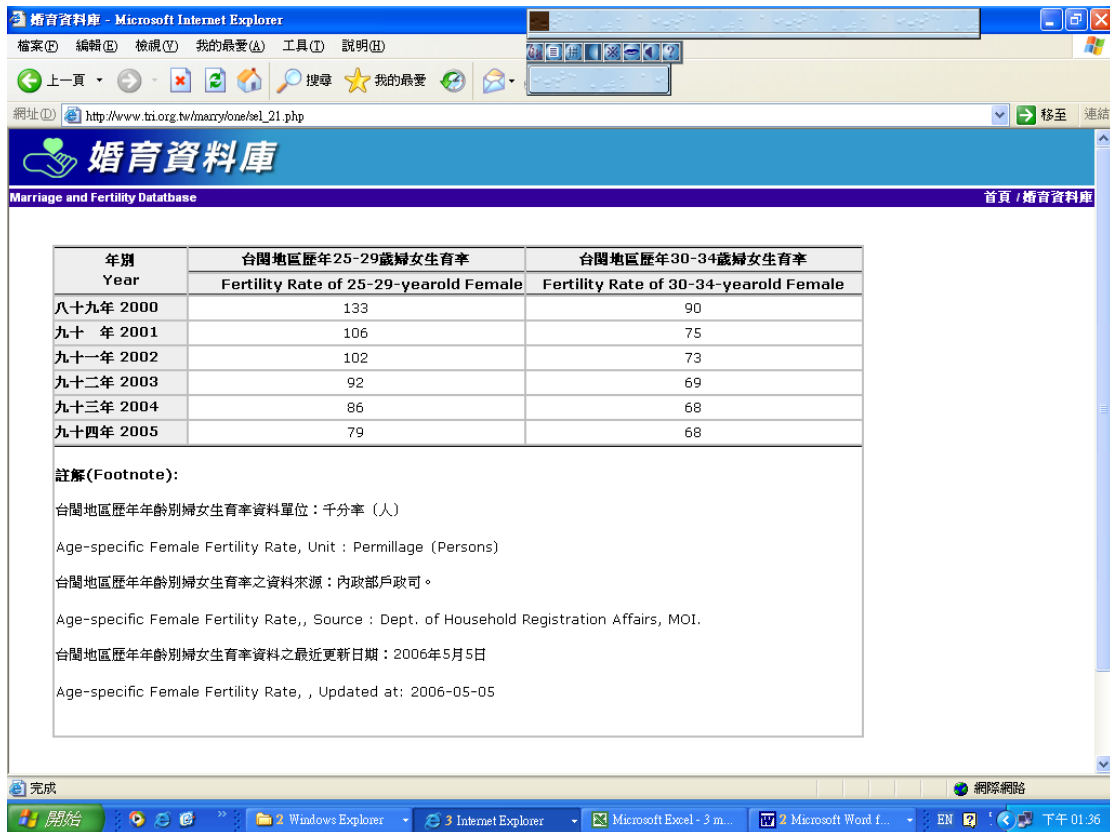 婚育資料庫 - Microsoft Internet Explorer
檔案(F) 編輯(E) 檢視(V) 我的最愛(A) 工具(T) 說明(H)
上一頁 搜尋 我的最愛
網址(D) http://www.tri.org.tw/marry/one/sel_21.php 移至 連結
婚育資料庫
Marriage and Fertility Datatbase 首頁 / 婚育資料庫
年別 台閩地區歷年25-29歲婦女生育率 台閩地區歷年30-34歲婦女生育率
Year Fertility Rate of 25-29-yearold Female Fertility Rate of 30-34-yearold Female
八十九年 2000 133 90
九十 年 2001 106 75
九十一年 2002 102 73
九十二年 2003 92 69
九十三年 2004 86 68
九十四年 2005 79 68
註解(Footnote):
台閩地區歷年年齡別婦女生育率資料單位：千分率〔人〕
Age-specific Female Fertility Rate, Unit : Permillage (Persons)
台閩地區歷年年齡別婦女生育率之資料來源：內政部戶政司。
Age-specific Female Fertility Rate,, Source : Dept. of Household Registration Affairs, MOI.
台閩地區歷年年齡別婦女生育率資料之最近更新日期：2006年5月5日
Age-specific Female Fertility Rate, , Updated at: 2006-05-05
完成 網際網路
開始 2 Windows Explorer 3 Internet Explorer Microsoft Excel - 3 m... 2 Microsoft Word f... EN 下午 01:36